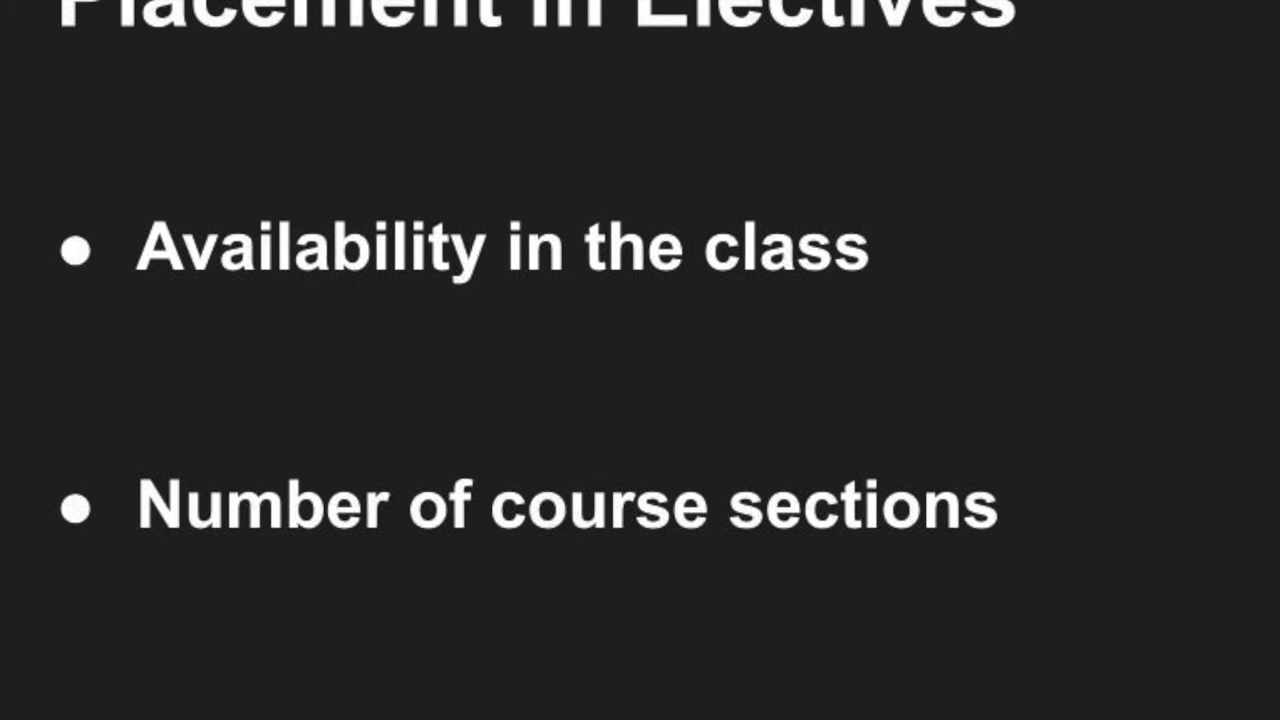 Placement in Electives
● Availability in the class
● Number of course sections